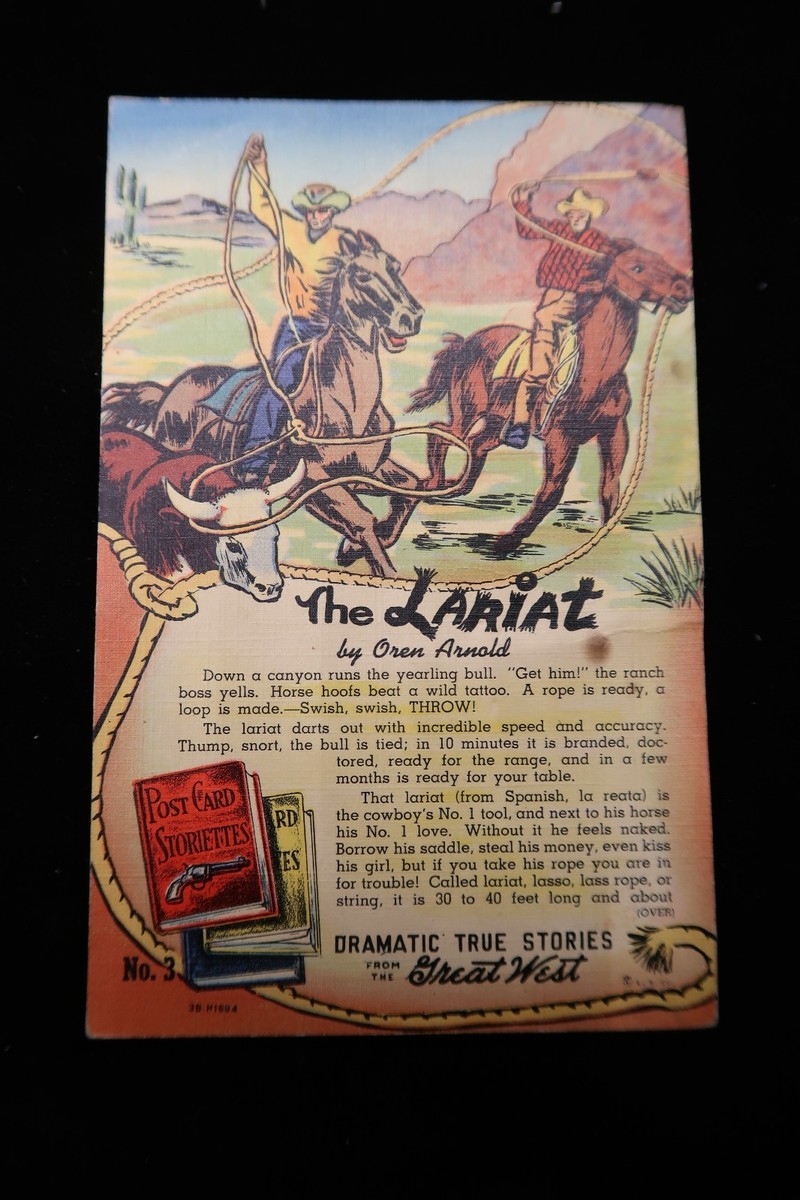 The LARIAT
by Oren Arnold
Down a canyon runs the yearling bull. "Get him!" the ranch
boss yells. Horse hoofs beat a wild tattoo. A rope is ready, a
loop is made.—Swish, swish, THROW!
The lariat darts out with incredible speed and accuracy.
Thump, snort, the bull is tied; in 10 minutes it is branded, doc-
tored, ready for the range, and in a few
months is ready for your table.
That lariat (from Spanish, la reata) is
the cowboy's No. 1 tool, and next to his horse
his No. 1 love. Without it he feels naked.
Borrow his saddle, steal his money, even kiss
his girl, but if you take his rope you are in
for trouble! Called lariat, lasso, lass rope, or
string, it is 30 to 40 feet long and about
(OVER)
POST CARD
STORIETTES
RD
ES
DRAMATIC TRUE STORIES
FROM
THE Great West
No. 3